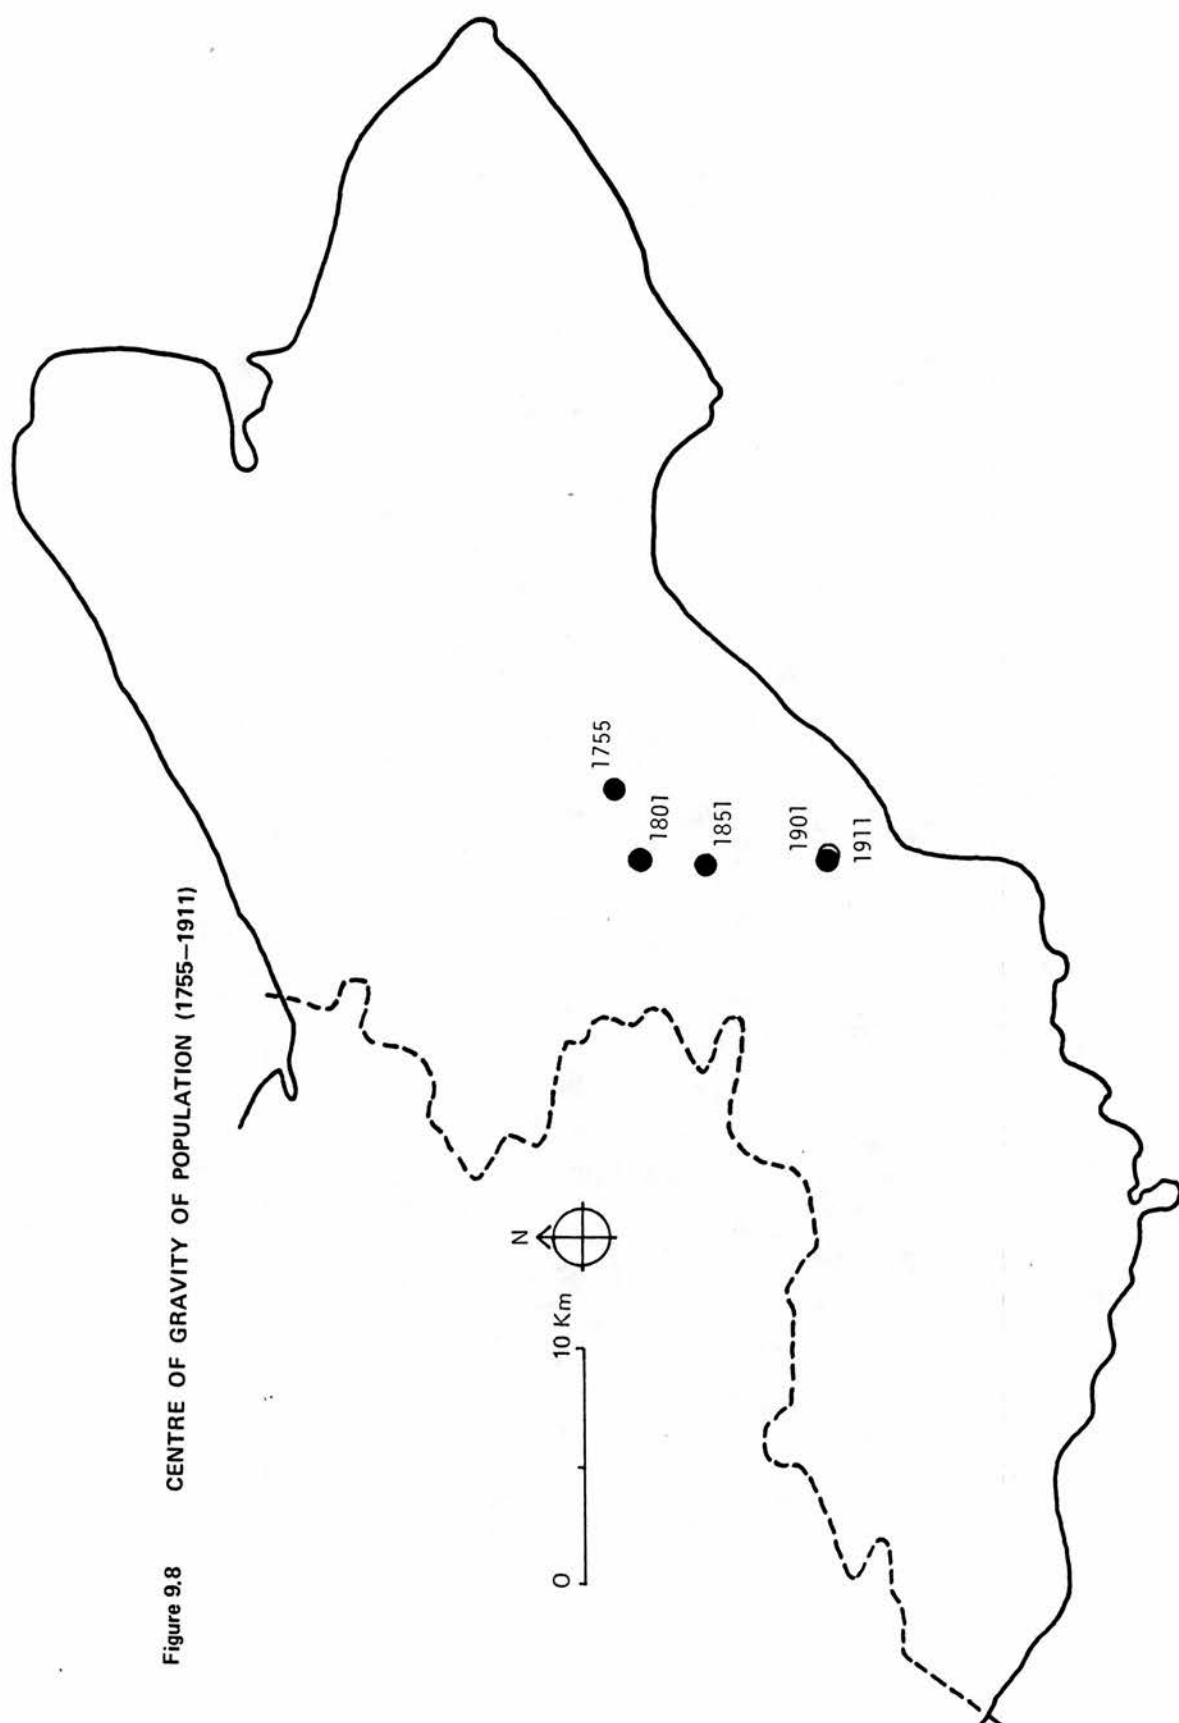 Figure 9.8 CENTRE OF GRAVITY OF POPULATION (1755–1911)
N
0 10 Km
1755
1801
1851
1901
1911